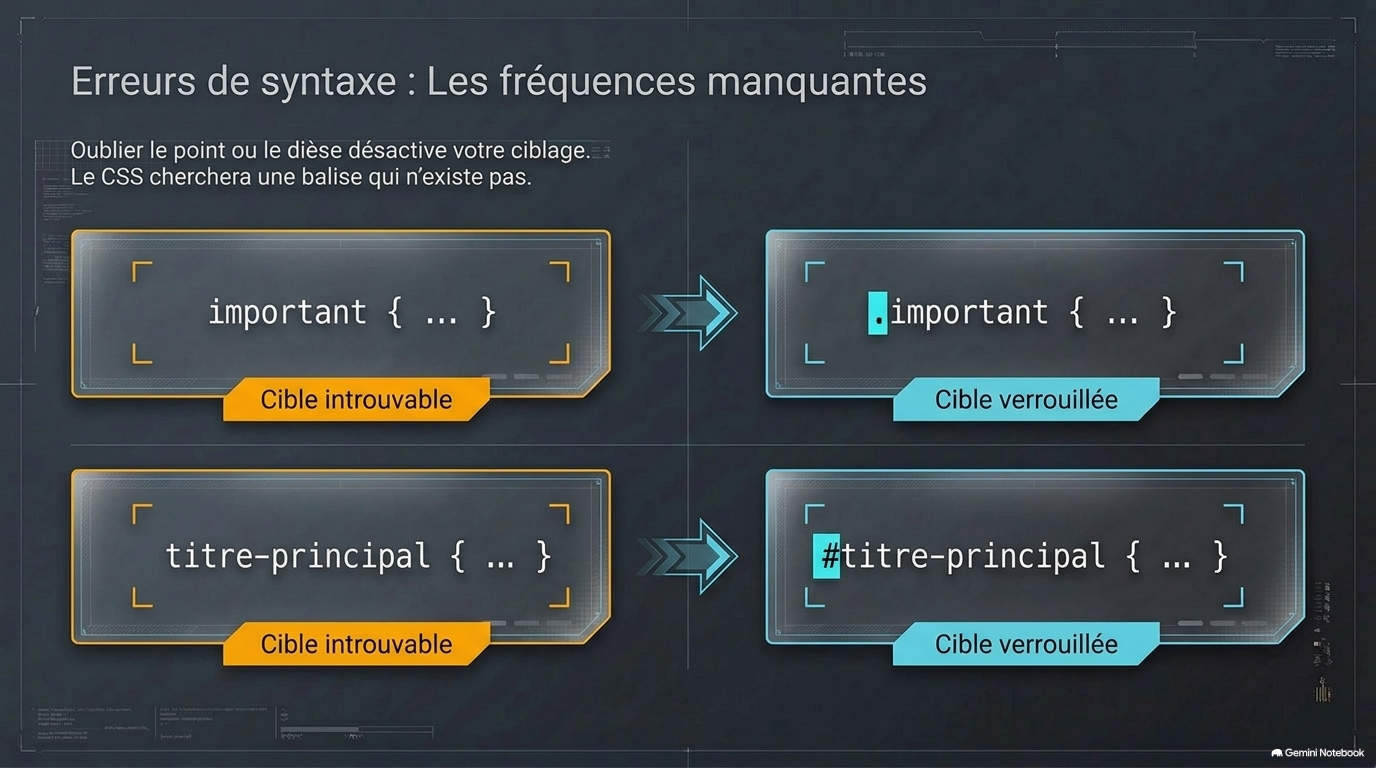 Erreurs de syntaxe : Les fréquences manquantes
Oublier le point ou le dièse désactive votre ciblage.
Le CSS cherchera une balise qui n’existe pas.
important { ... }
Cible introuvable
.important { ... }
Cible verrouillée
titre-principal { ... }
Cible introuvable
#titre-principal { ... }
Cible verrouillée
Gemini Notebook